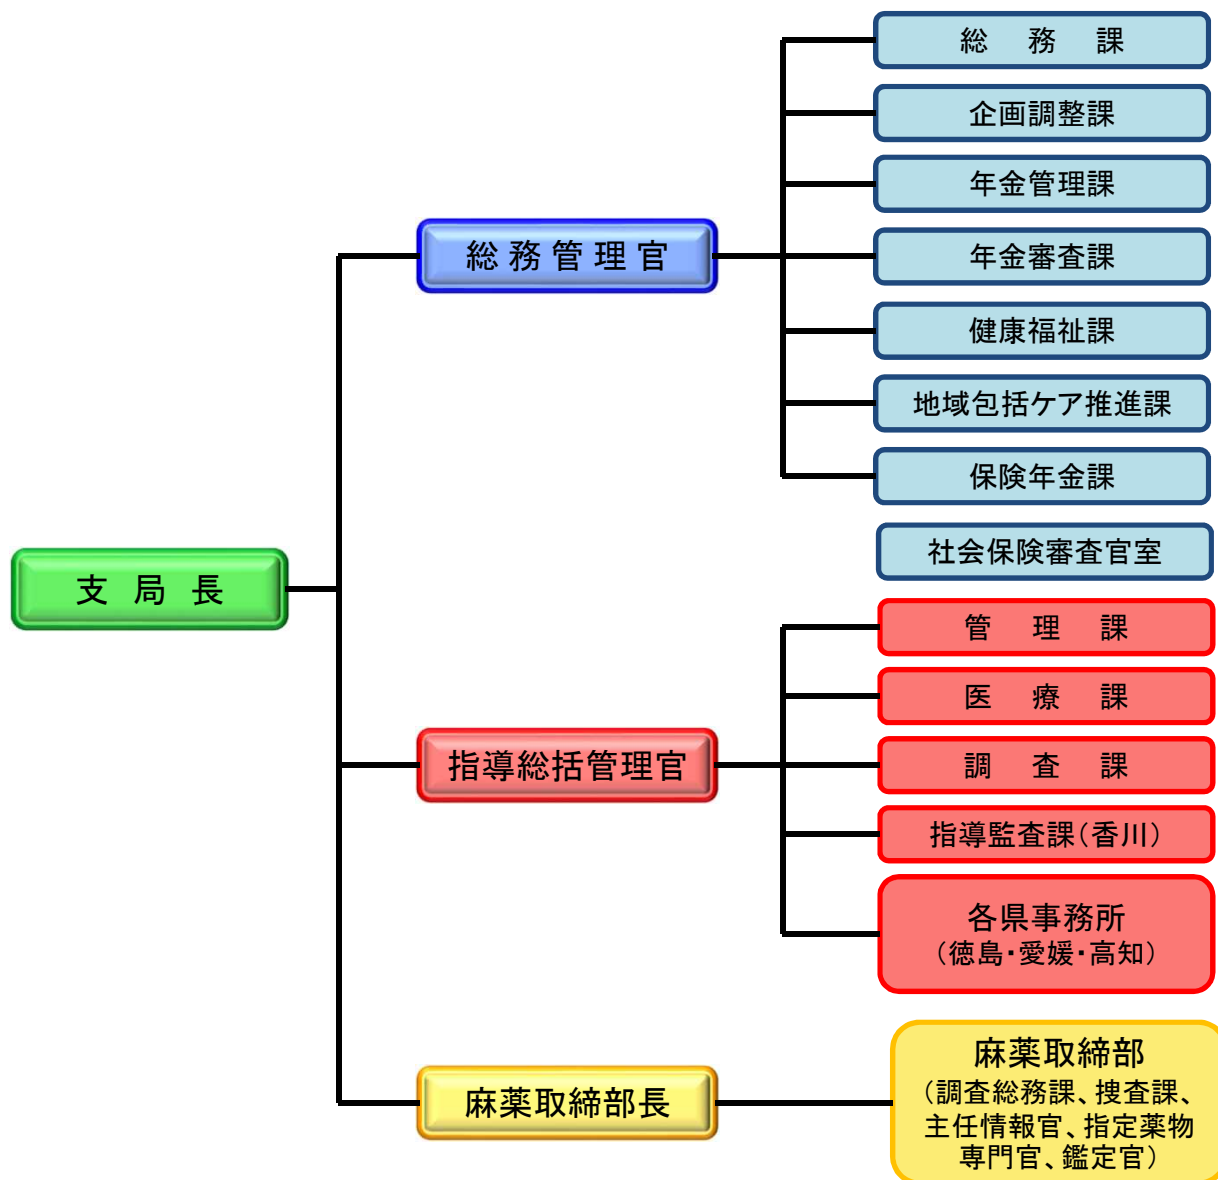 総 務 課
企画調整課
年金管理課
総務管理官
年金審査課
健康福祉課
地域包括ケア推進課
保険年金課
社会保険審査官室
支 局 長
管 理 課
医 療 課
指導総括管理官
調 査 課
指導監査課(香川)
各県事務所
(徳島・愛媛・高知)
麻薬取締部長
麻薬取締部
(調査総務課、捜査課、
主任情報官、指定薬物
専門官、鑑定官)